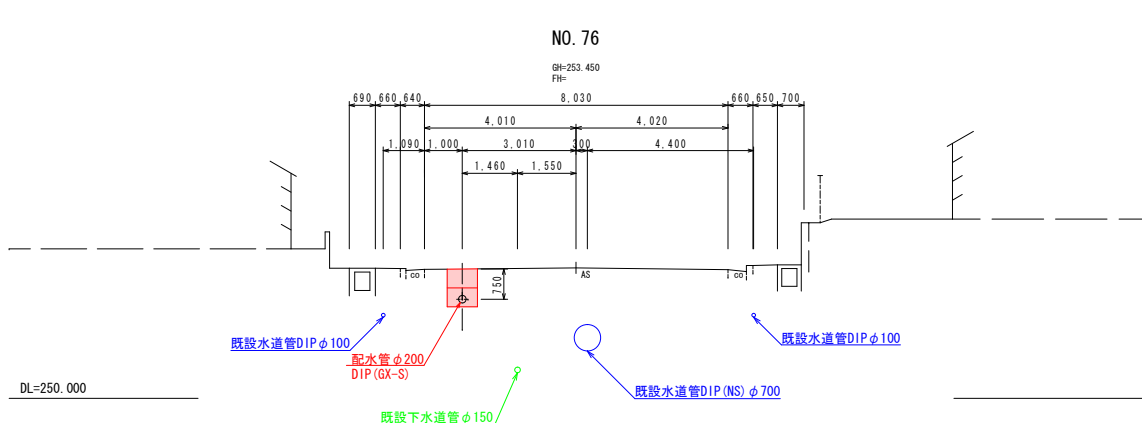 NO. 76
GH=253.450
FH=
690 660 640 8.030 660 650 700
4.010 4.020
1,090 1,000 3,010 300 4,400
1,460 1,550
CO AS CO
750
既設水道管DIPφ100
配水管φ200
DIP(GX-S)
既設水道管DIPφ100
DL=250.000
既設水道管DIP(NS)φ700
既設下水道管φ150